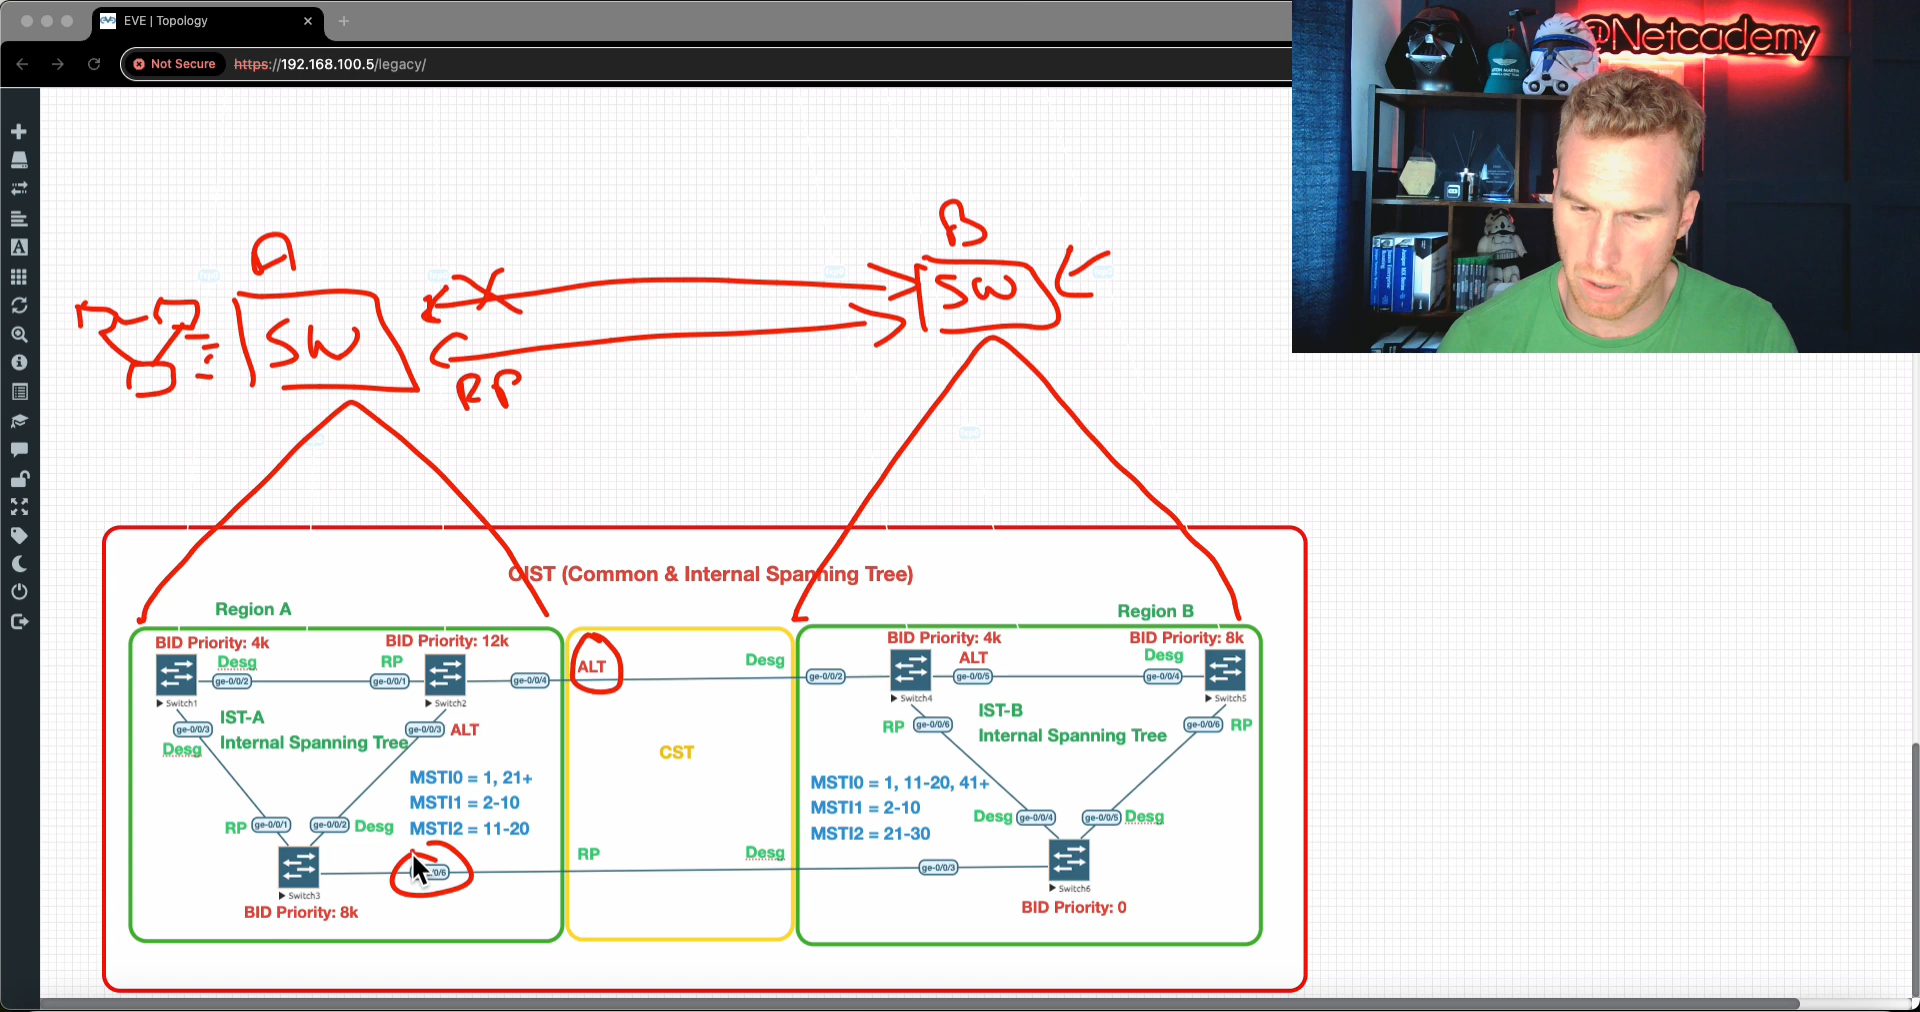 EVE | Topology
Not Secure
https://192.168.100.5/legacy/
@Netcademy
A
B
SW
SW
RP
CIST (Common & Internal Spanning Tree)
Region A
Region B
BID Priority: 4k
BID Priority: 12k
BID Priority: 4k
BID Priority: 8k
Desg
RP
ALT
Desg
ALT
Desg
ge-0/0/2
ge-0/0/1
ge-0/0/4
ge-0/0/2
ge-0/0/5
ge-0/0/4
Switch1
Switch2
Switch4
Switch5
ge-0/0/3
Desg
IST-A
Internal Spanning Tree
ge-0/0/3
ALT
RP
ge-0/0/6
IST-B
Internal Spanning Tree
ge-0/0/6
RP
CST
MSTI0 = 1, 21+
MSTI1 = 2-10
MSTI2 = 11-20
MSTI0 = 1, 11-20, 41+
MSTI1 = 2-10
MSTI2 = 21-30
RP
ge-0/0/1
ge-0/0/2
Desg
Desg
ge-0/0/4
ge-0/0/5
Desg
RP
Desg
ge-0/0/3
Switch3
Switch6
BID Priority: 8k
BID Priority: 0